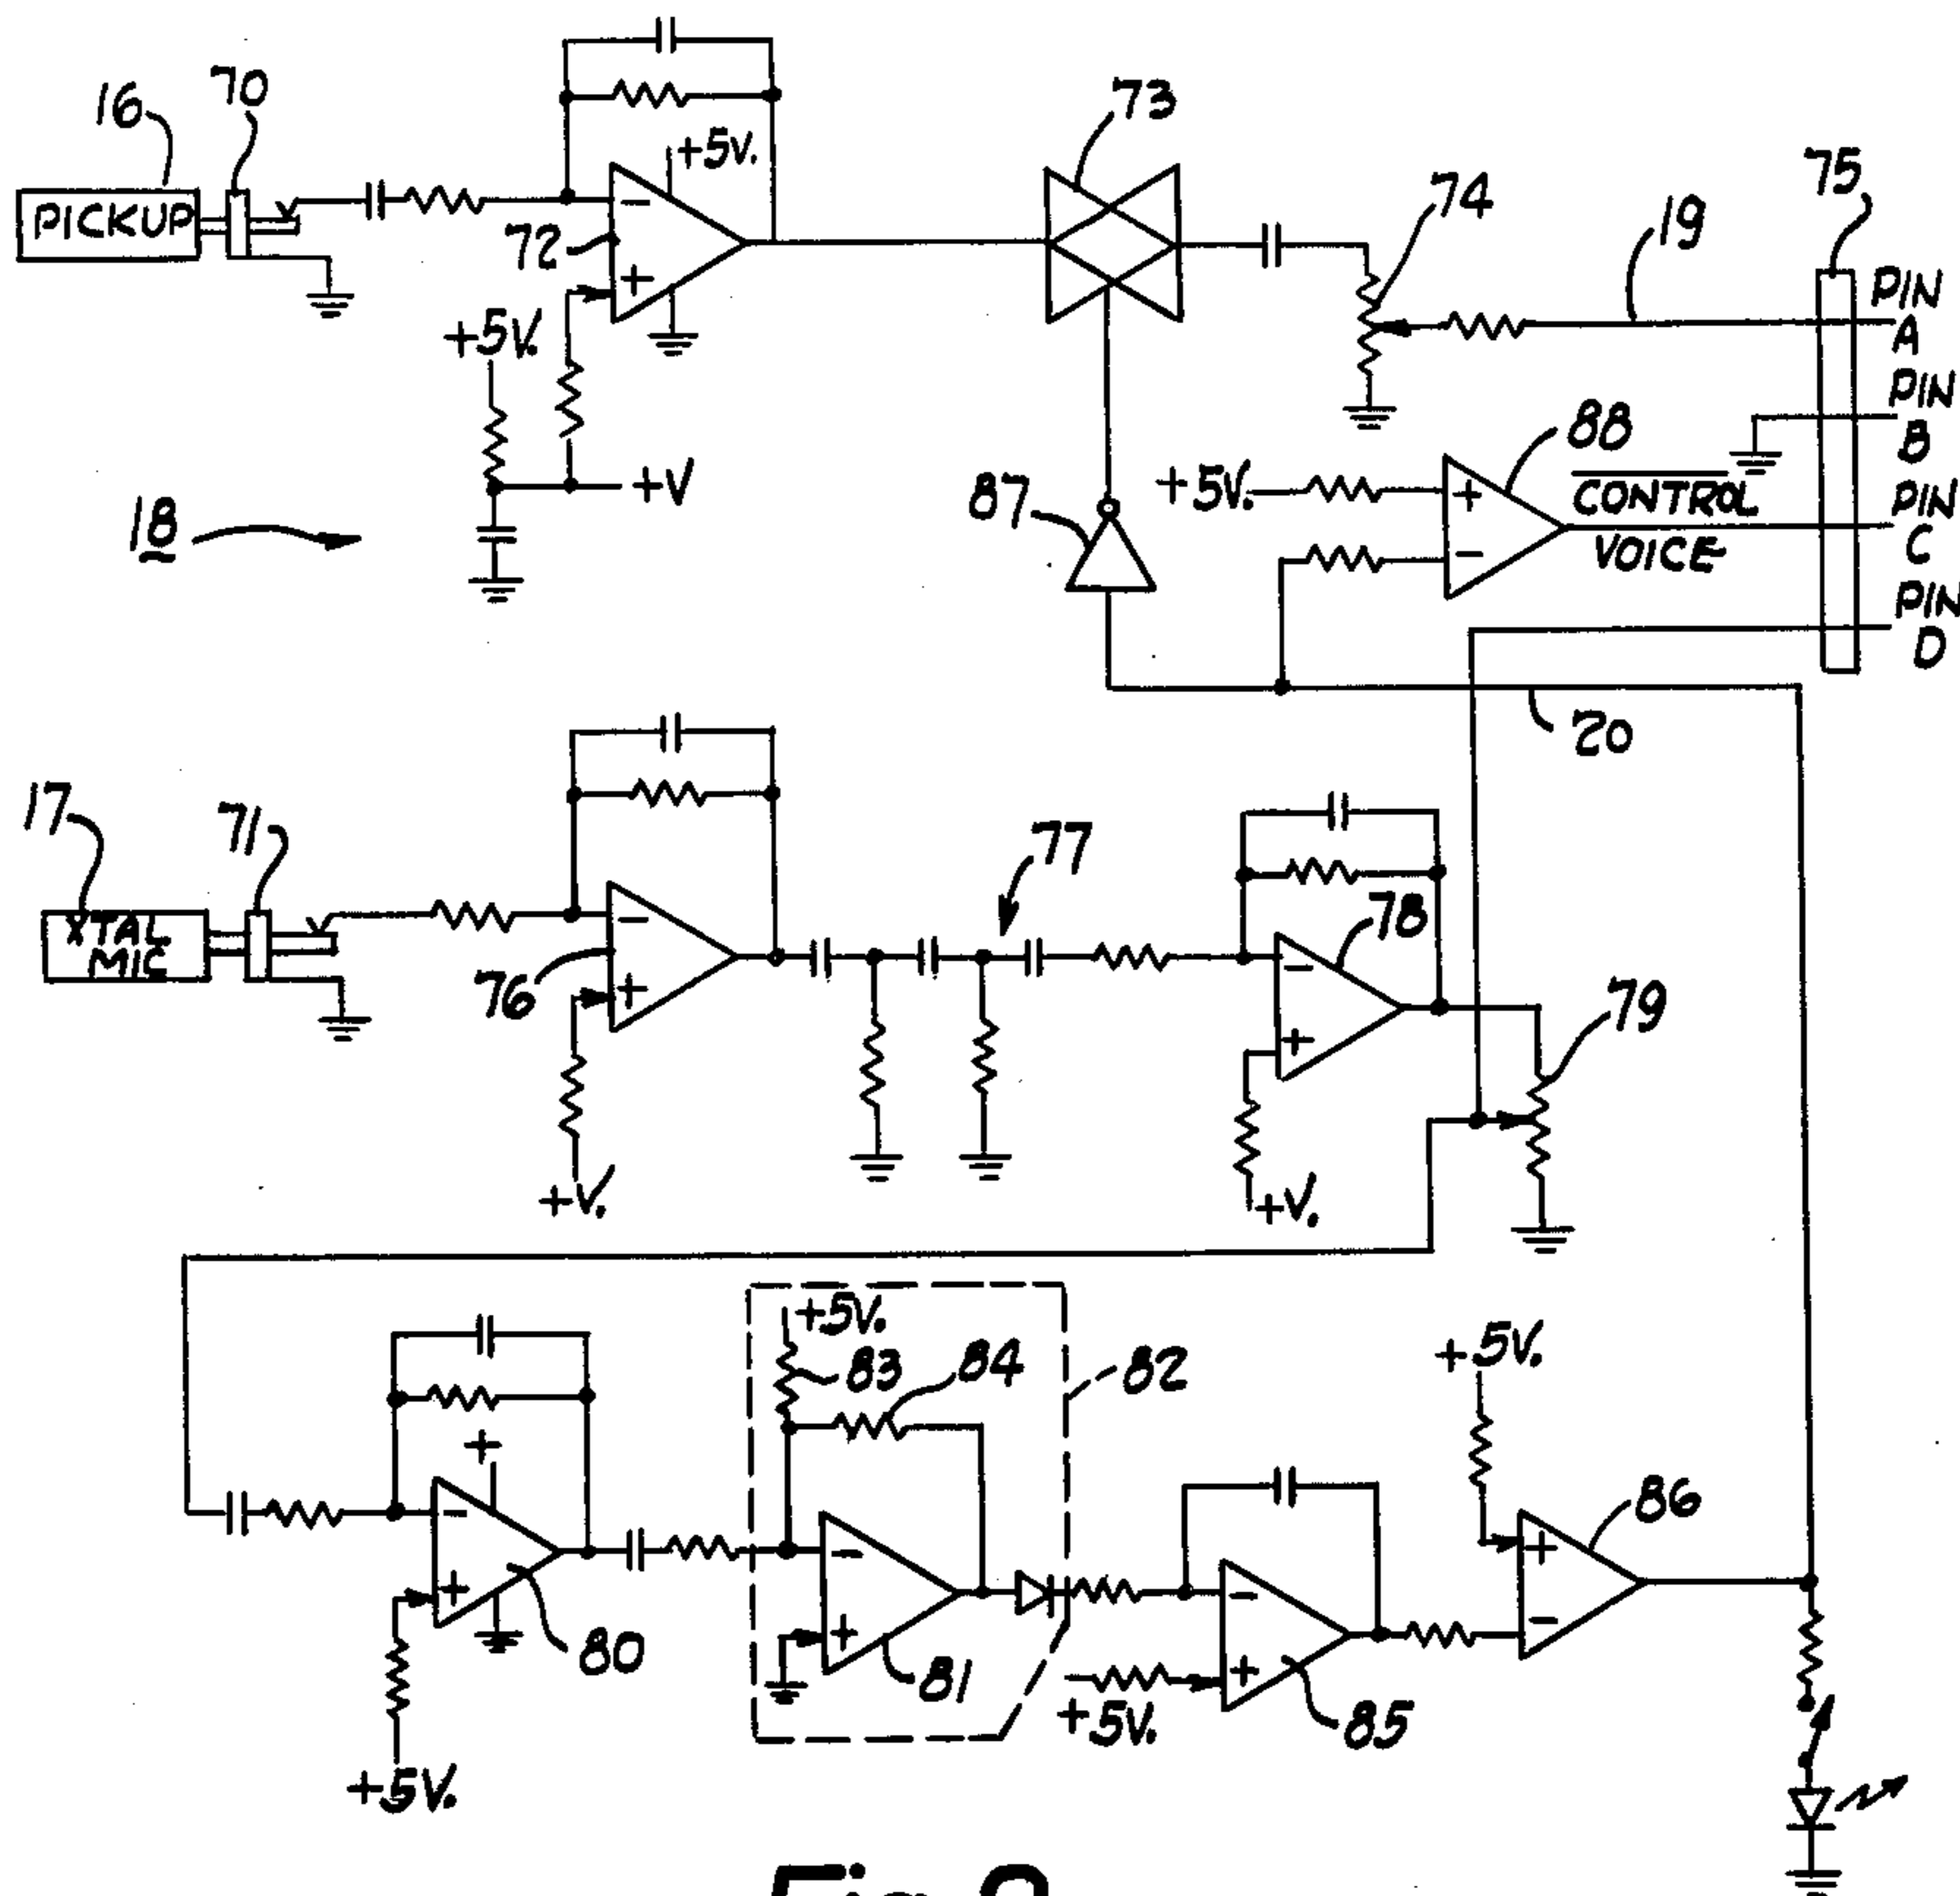 16
70
PICKUP
+5V.
72
-
+
+5V.
+V
18
73
74
19
75
PIN
A
PIN
B
88
87
+5V.
+
-
CONTROL
VOICE
PIN
C
PIN
D
20
17
71
XTAL
MIC
76
-
+
+V.
77
78
-
+
+V.
79
+5V.
83
84
82
+
-
+
80
+5V.
-
+
81
-
+
+5V.
85
+5V.
86
+
-